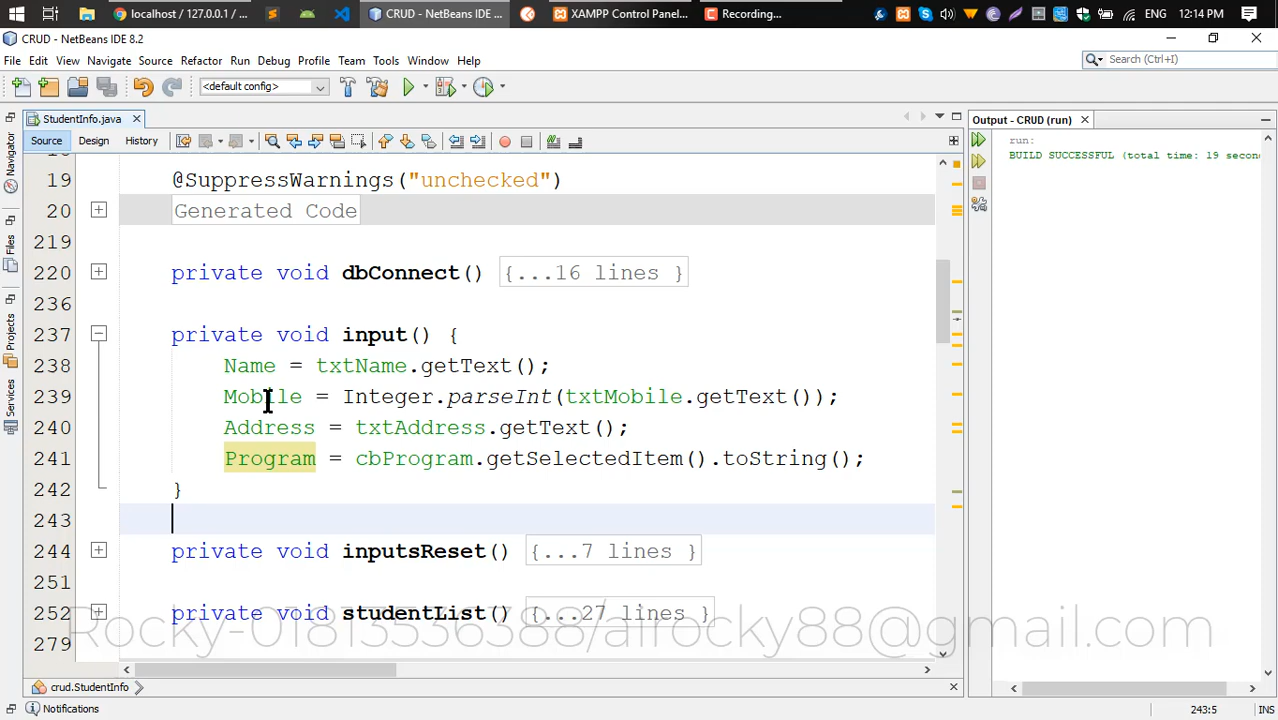 localhost / 127.0.0.1 / ...
CRUD - NetBeans IDE ...
XAMPP Control Panel...
Recording...
ENG
12:14 PM
CRUD - NetBeans IDE 8.2
File Edit View Navigate Source Refactor Run Debug Profile Team Tools Window Help
Search (Ctrl+I)
<default config>
StudentInfo.java
Output - CRUD (run)
Source Design History
Navigator
Files
Projects
Services
run:
BUILD SUCCESSFUL (total time: 19 second
19 @SuppressWarnings("unchecked")
20 Generated Code
219
220 private void dbConnect() {...16 lines }
236
237 private void input() {
238 Name = txtName.getText();
239 Mobile = Integer.parseInt(txtMobile.getText());
240 Address = txtAddress.getText();
241 Program = cbProgram.getSelectedItem().toString();
242 }
243
244 private void inputsReset() {...7 lines }
251
252 private void studentList() {...27 lines }
Rocky-01813536388/alrocky88@gmail.com
279
crud.StudentInfo
Notifications
243:5
INS